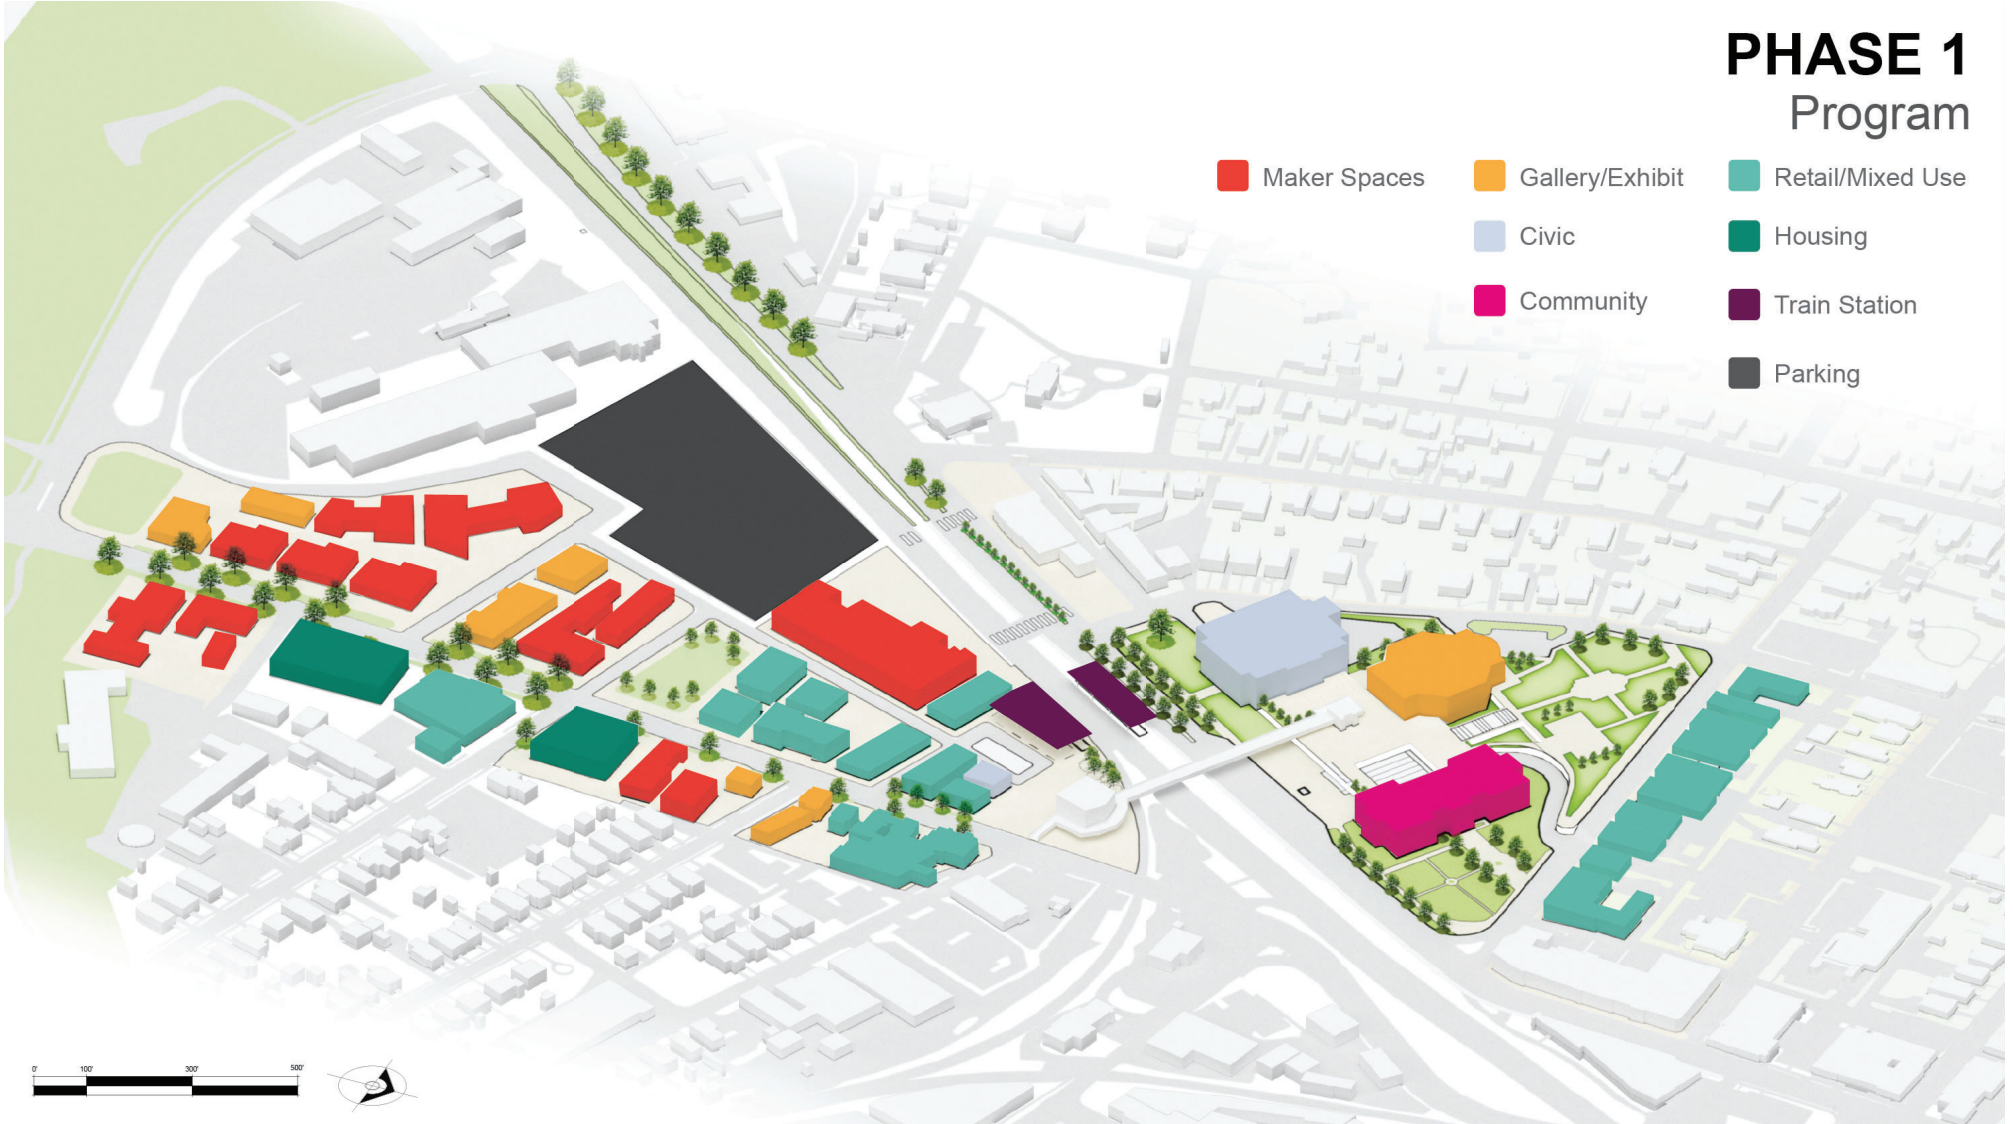 PHASE 1
Program
Maker Spaces
Gallery/Exhibit
Retail/Mixed Use
Civic
Housing
Community
Train Station
Parking
0' 100' 300' 500'